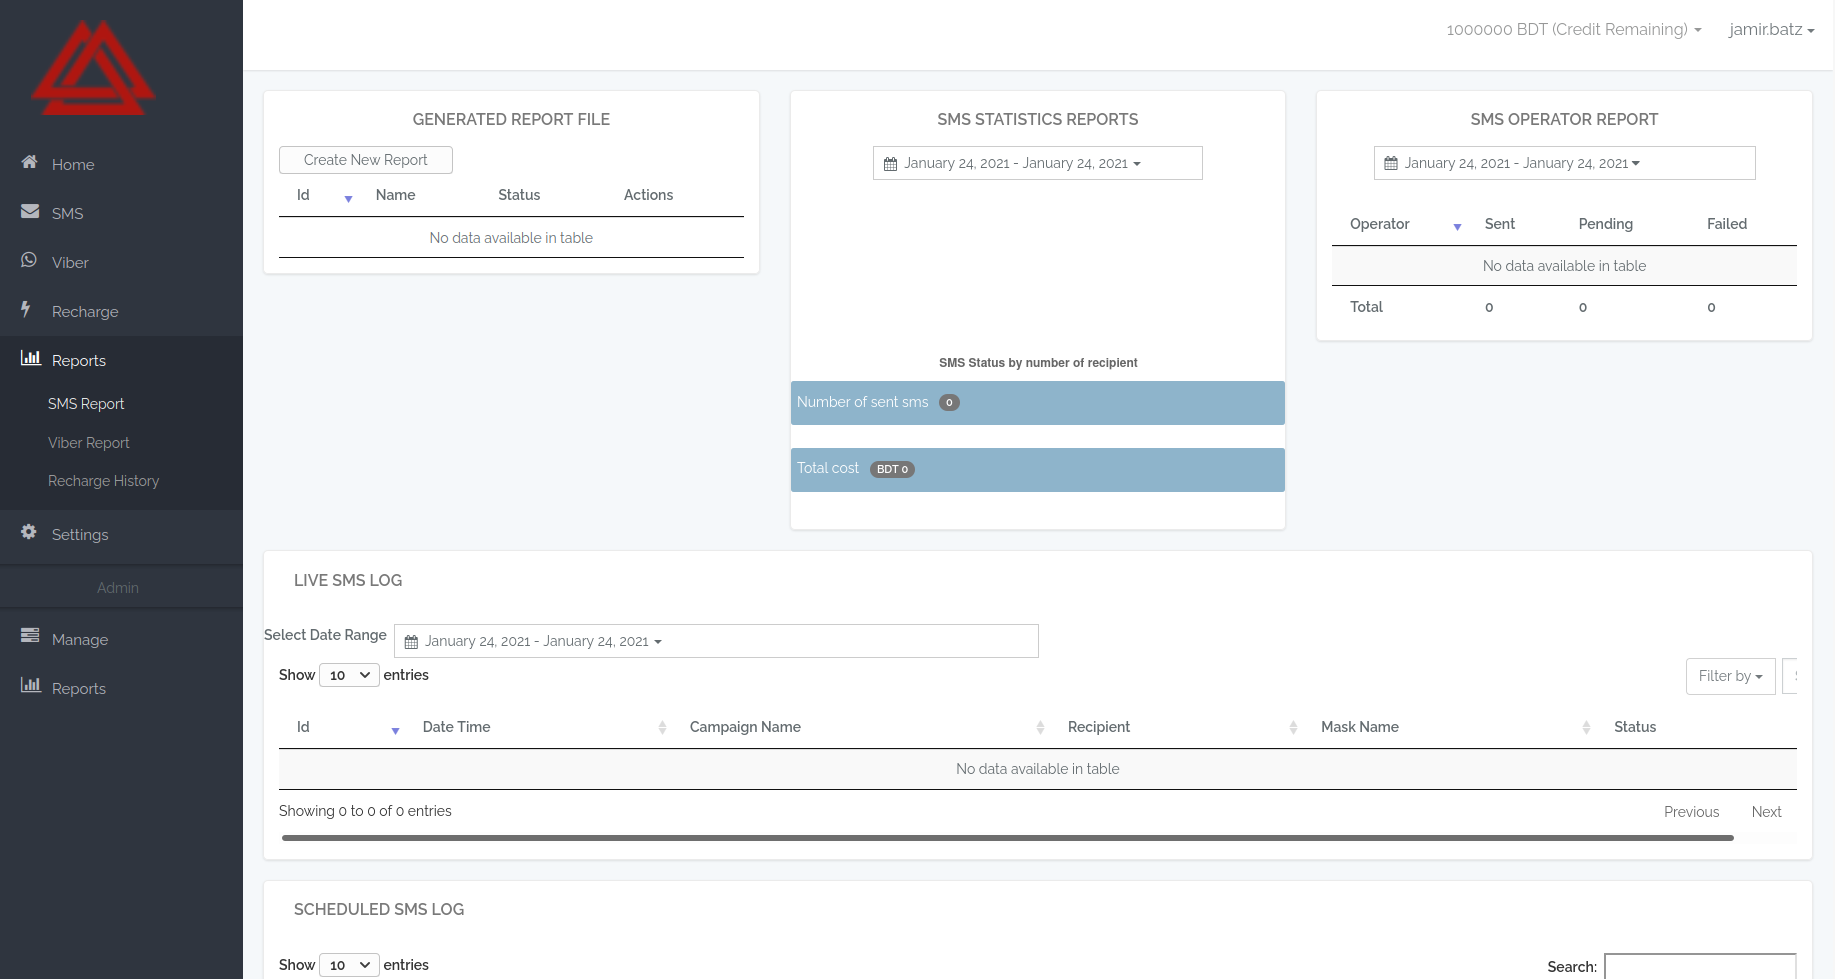 1000000 BDT (Credit Remaining)
jamir.batz
Home
SMS
Viber
Recharge
Reports
SMS Report
Viber Report
Recharge History
Settings
Admin
Manage
Reports
GENERATED REPORT FILE
Create New Report
Id Name Status Actions
No data available in table
SMS STATISTICS REPORTS
January 24, 2021 - January 24, 2021
SMS Status by number of recipient
Number of sent sms 0
Total cost BDT 0
SMS OPERATOR REPORT
January 24, 2021 - January 24, 2021
Operator Sent Pending Failed
No data available in table
Total 0 0 0
LIVE SMS LOG
Select Date Range January 24, 2021 - January 24, 2021
Show 10 entries
Filter by
Id Date Time Campaign Name Recipient Mask Name Status
No data available in table
Showing 0 to 0 of 0 entries
Previous Next
SCHEDULED SMS LOG
Show 10 entries
Search: